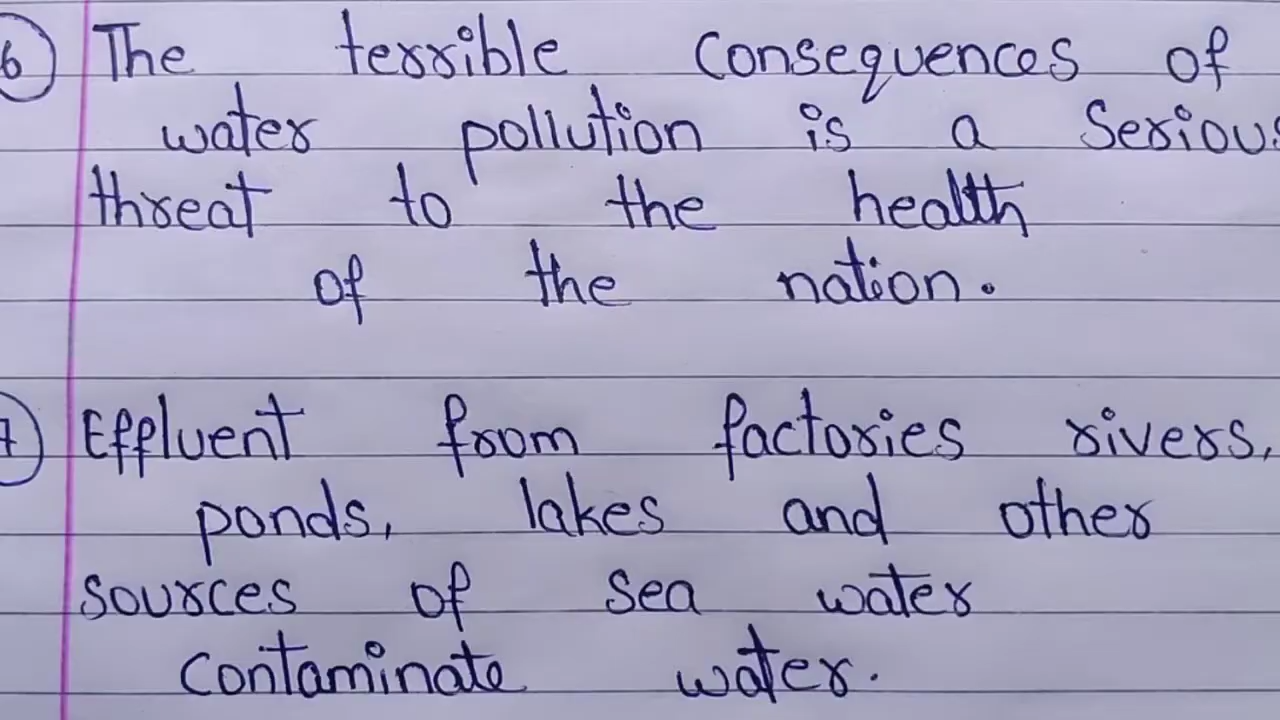 6 The terrible Consequences of
water pollution is a Serious
threat to the health
of the nation.
7 Effluent from factories rivers,
ponds, lakes and other
sources of sea water
Contaminate water.